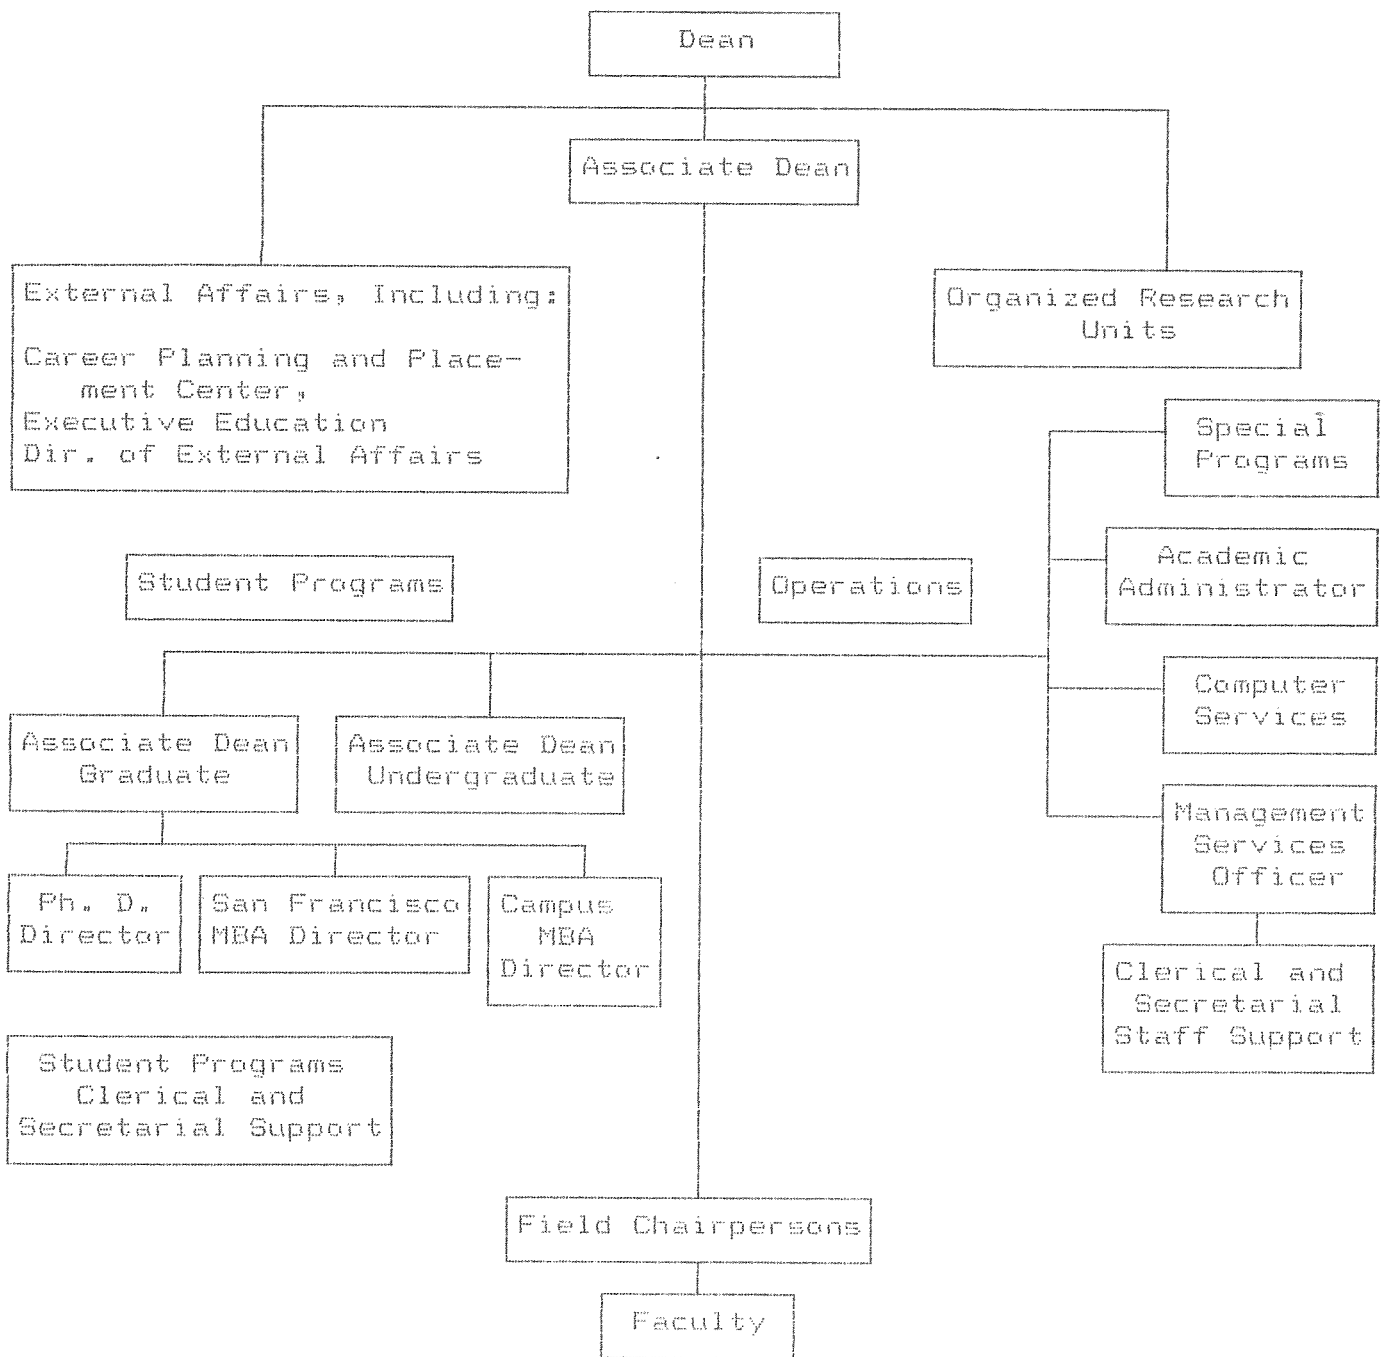 Dean
Associate Dean
External Affairs, Including:
Career Planning and Place-
ment Center,
Executive Education
Dir. of External Affairs
Organized Research
Units
Special
Programs
Academic
Administrator
Computer
Services
Management
Services
Officer
Clerical and
Secretarial
Staff Support
Student Programs
Operations
Associate Dean
Graduate
Associate Dean
Undergraduate
Ph. D.
Director
San Francisco
MBA Director
Campus
MBA
Director
Student Programs
Clerical and
Secretarial Support
Field Chairpersons
Faculty